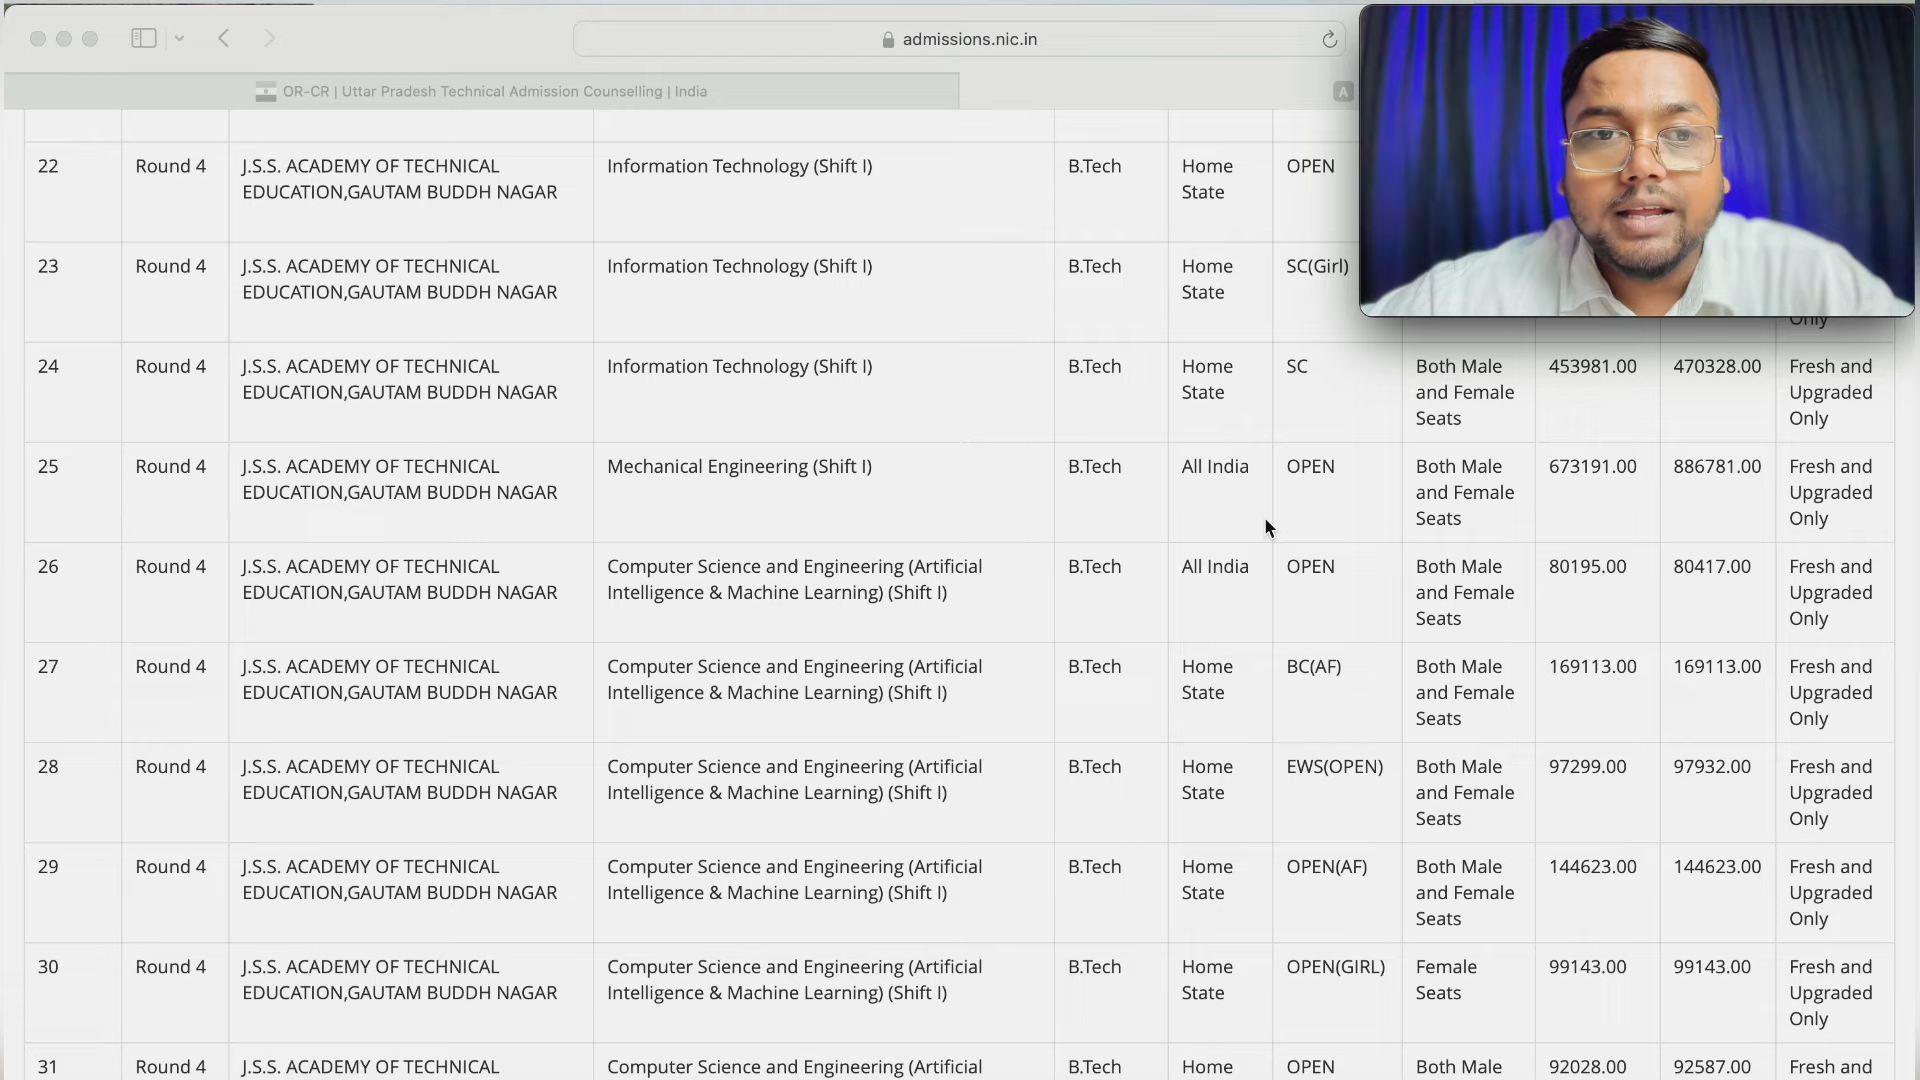 admissions.nic.in
OR-CR | Uttar Pradesh Technical Admission Counselling | India
A
22 Round 4 J.S.S. ACADEMY OF TECHNICAL Information Technology (Shift I) B.Tech Home OPEN
EDUCATION,GAUTAM BUDDH NAGAR State
23 Round 4 J.S.S. ACADEMY OF TECHNICAL Information Technology (Shift I) B.Tech Home SC(Girl)
EDUCATION,GAUTAM BUDDH NAGAR State
Only
24 Round 4 J.S.S. ACADEMY OF TECHNICAL Information Technology (Shift I) B.Tech Home SC Both Male 453981.00 470328.00 Fresh and
EDUCATION,GAUTAM BUDDH NAGAR State and Female Upgraded
Seats Only
25 Round 4 J.S.S. ACADEMY OF TECHNICAL Mechanical Engineering (Shift I) B.Tech All India OPEN Both Male 673191.00 886781.00 Fresh and
EDUCATION,GAUTAM BUDDH NAGAR and Female Upgraded
Seats Only
26 Round 4 J.S.S. ACADEMY OF TECHNICAL Computer Science and Engineering (Artificial B.Tech All India OPEN Both Male 80195.00 80417.00 Fresh and
EDUCATION,GAUTAM BUDDH NAGAR Intelligence & Machine Learning) (Shift I) and Female Upgraded
Seats Only
27 Round 4 J.S.S. ACADEMY OF TECHNICAL Computer Science and Engineering (Artificial B.Tech Home BC(AF) Both Male 169113.00 169113.00 Fresh and
EDUCATION,GAUTAM BUDDH NAGAR Intelligence & Machine Learning) (Shift I) State and Female Upgraded
Seats Only
28 Round 4 J.S.S. ACADEMY OF TECHNICAL Computer Science and Engineering (Artificial B.Tech Home EWS(OPEN) Both Male 97299.00 97932.00 Fresh and
EDUCATION,GAUTAM BUDDH NAGAR Intelligence & Machine Learning) (Shift I) State and Female Upgraded
Seats Only
29 Round 4 J.S.S. ACADEMY OF TECHNICAL Computer Science and Engineering (Artificial B.Tech Home OPEN(AF) Both Male 144623.00 144623.00 Fresh and
EDUCATION,GAUTAM BUDDH NAGAR Intelligence & Machine Learning) (Shift I) State and Female Upgraded
Seats Only
30 Round 4 J.S.S. ACADEMY OF TECHNICAL Computer Science and Engineering (Artificial B.Tech Home OPEN(GIRL) Female 99143.00 99143.00 Fresh and
EDUCATION,GAUTAM BUDDH NAGAR Intelligence & Machine Learning) (Shift I) State Seats Upgraded
Only
31 Round 4 J.S.S. ACADEMY OF TECHNICAL Computer Science and Engineering (Artificial B.Tech Home OPEN Both Male 92028.00 92587.00 Fresh and